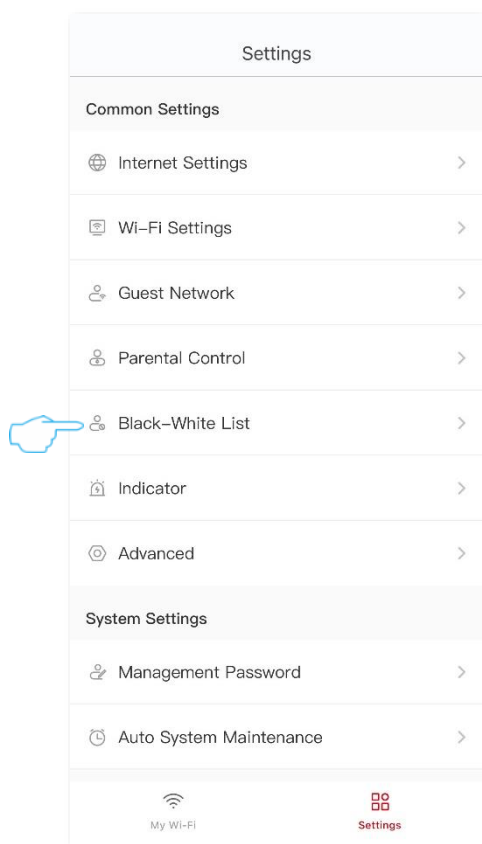 Settings
Common Settings
Internet Settings
Wi-Fi Settings
Guest Network
Parental Control
Black-White List
Indicator
Advanced
System Settings
Management Password
Auto System Maintenance
My Wi-Fi
Settings